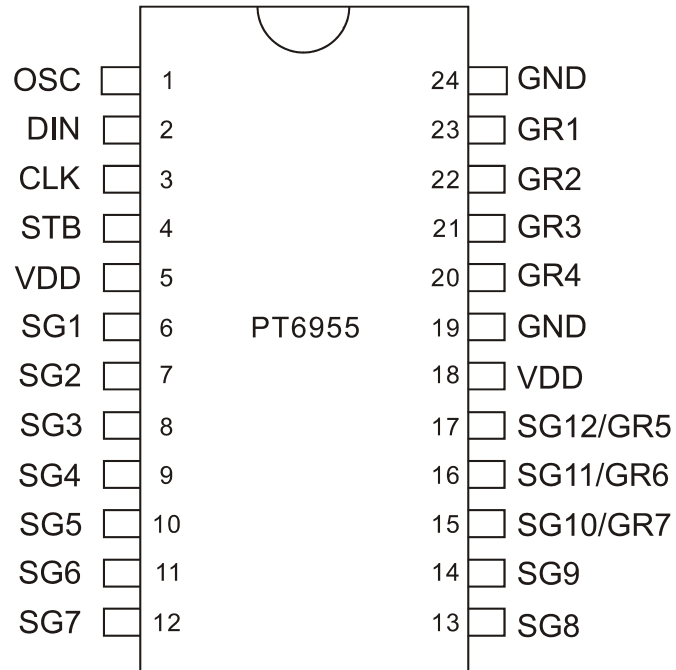 OSC 1 24 GND
DIN 2 23 GR1
CLK 3 22 GR2
STB 4 21 GR3
VDD 5 20 GR4
SG1 6 PT6955 19 GND
SG2 7 18 VDD
SG3 8 17 SG12/GR5
SG4 9 16 SG11/GR6
SG5 10 15 SG10/GR7
SG6 11 14 SG9
SG7 12 13 SG8